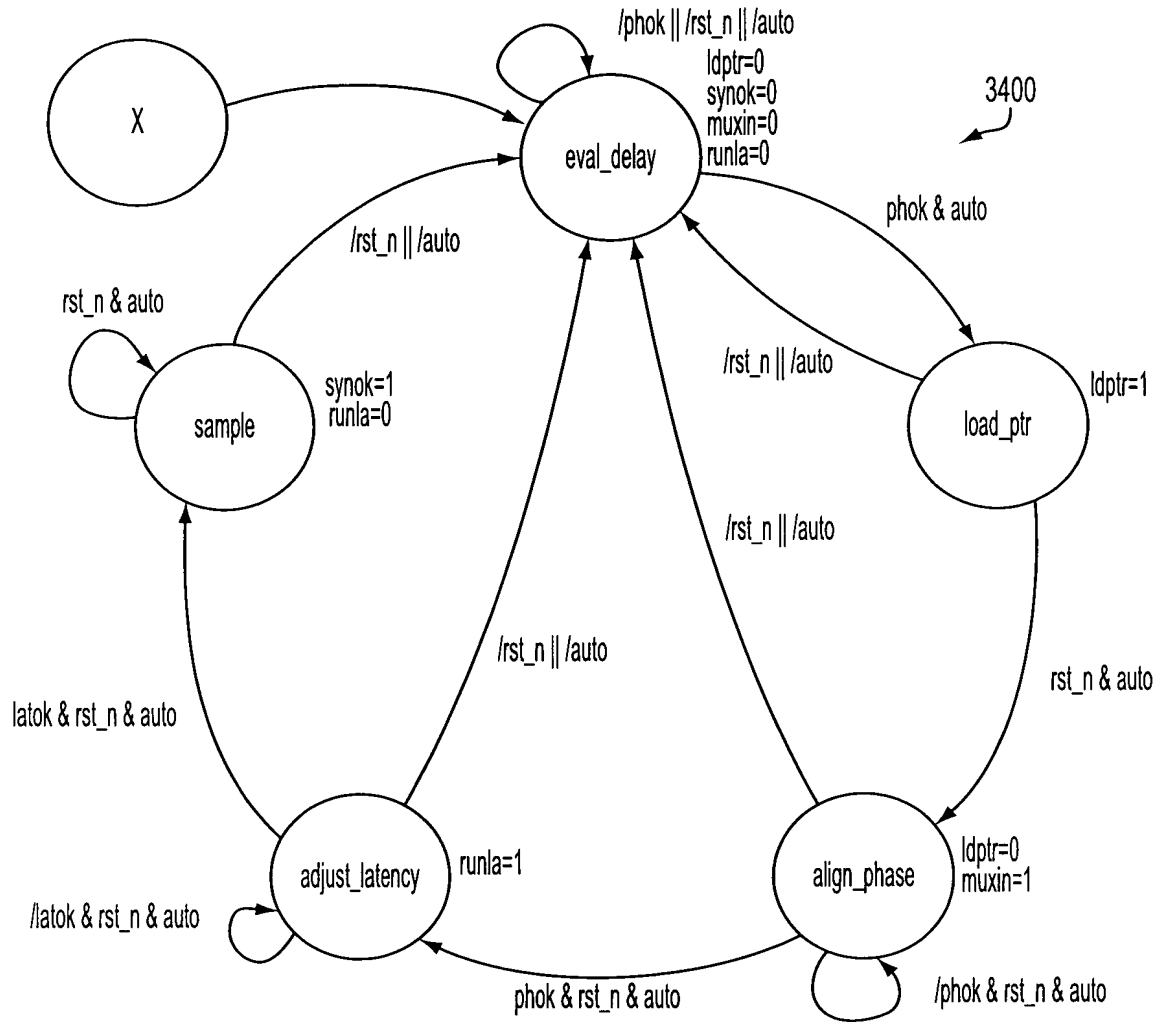 /phok || /rst_n || /auto
ldptr=0
synok=0
muxin=0
runla=0
3400
X
eval_delay
phok & auto
/rst_n || /auto
rst_n & auto
/rst_n || /auto
synok=1
runla=0
ldptr=1
sample
load_ptr
/rst_n || /auto
/rst_n || /auto
rst_n & auto
latok & rst_n & auto
adjust_latency
runla=1
align_phase
ldptr=0
muxin=1
/latok & rst_n & auto
phok & rst_n & auto
/phok & rst_n & auto